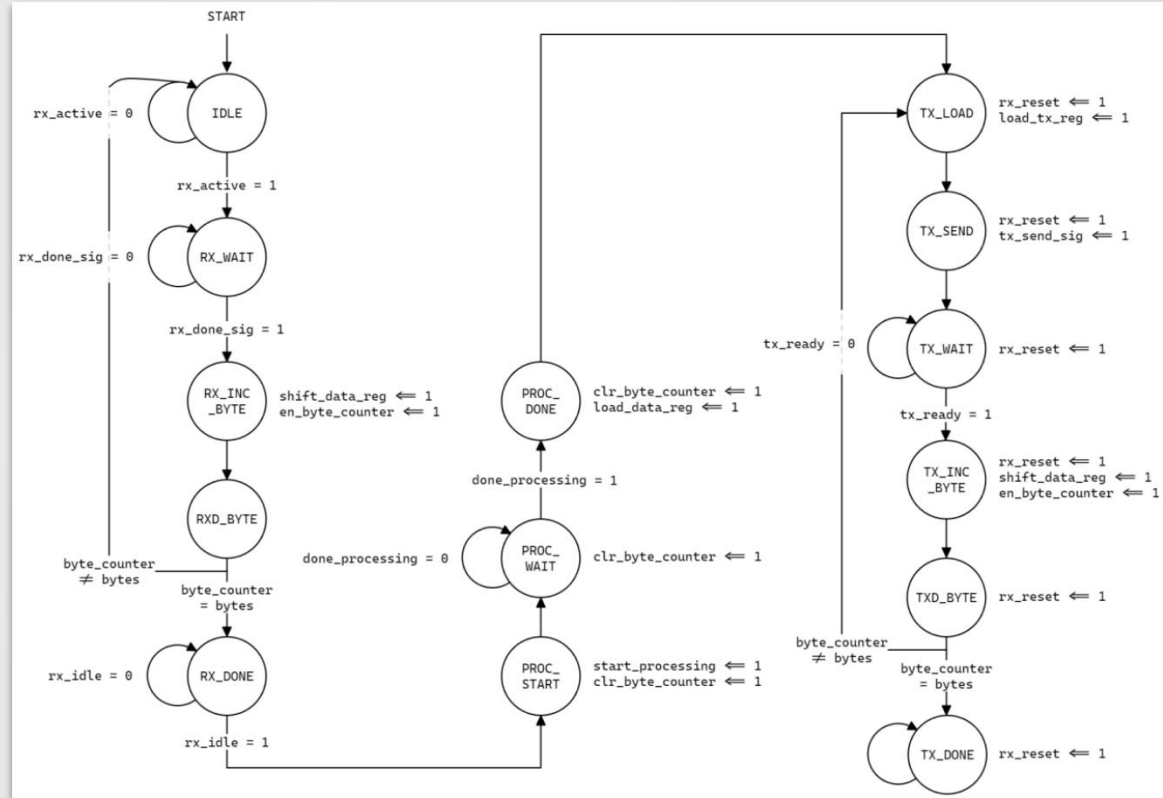 START
IDLE
rx_active = 0
rx_active = 1
RX_WAIT
rx_done_sig = 0
rx_done_sig = 1
RX_INC
_BYTE
shift_data_reg ⇐ 1
en_byte_counter ⇐ 1
RXD_BYTE
byte_counter
≠ bytes
byte_counter
= bytes
RX_DONE
rx_idle = 0
rx_idle = 1
PROC_
START
start_processing ⇐ 1
clr_byte_counter ⇐ 1
PROC_
WAIT
done_processing = 0
clr_byte_counter ⇐ 1
done_processing = 1
PROC_
DONE
clr_byte_counter ⇐ 1
load_data_reg ⇐ 1
TX_LOAD
rx_reset ⇐ 1
load_tx_reg ⇐ 1
TX_SEND
rx_reset ⇐ 1
tx_send_sig ⇐ 1
TX_WAIT
tx_ready = 0
rx_reset ⇐ 1
tx_ready = 1
TX_INC
_BYTE
rx_reset ⇐ 1
shift_data_reg ⇐ 1
en_byte_counter ⇐ 1
TXD_BYTE
rx_reset ⇐ 1
byte_counter
≠ bytes
byte_counter
= bytes
TX_DONE
rx_reset ⇐ 1